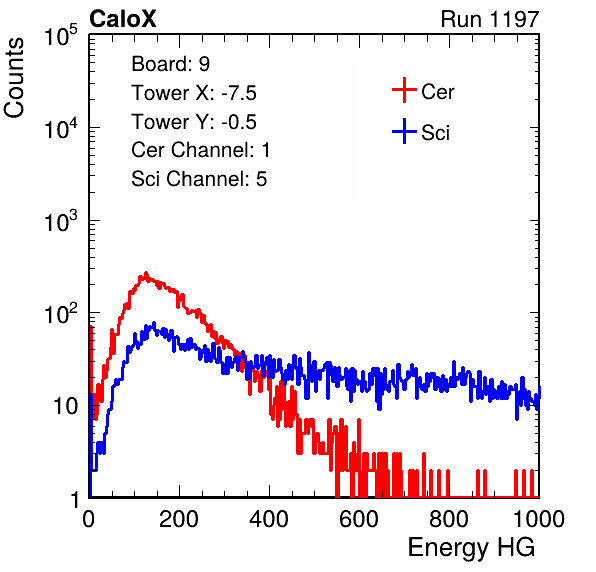 CaloX Run 1197
Counts
10^5
10^4
10^3
10^2
10
1
Board: 9
Tower X: -7.5
Tower Y: -0.5
Cer Channel: 1
Sci Channel: 5
Cer
Sci
0 200 400 600 800 1000
Energy HG